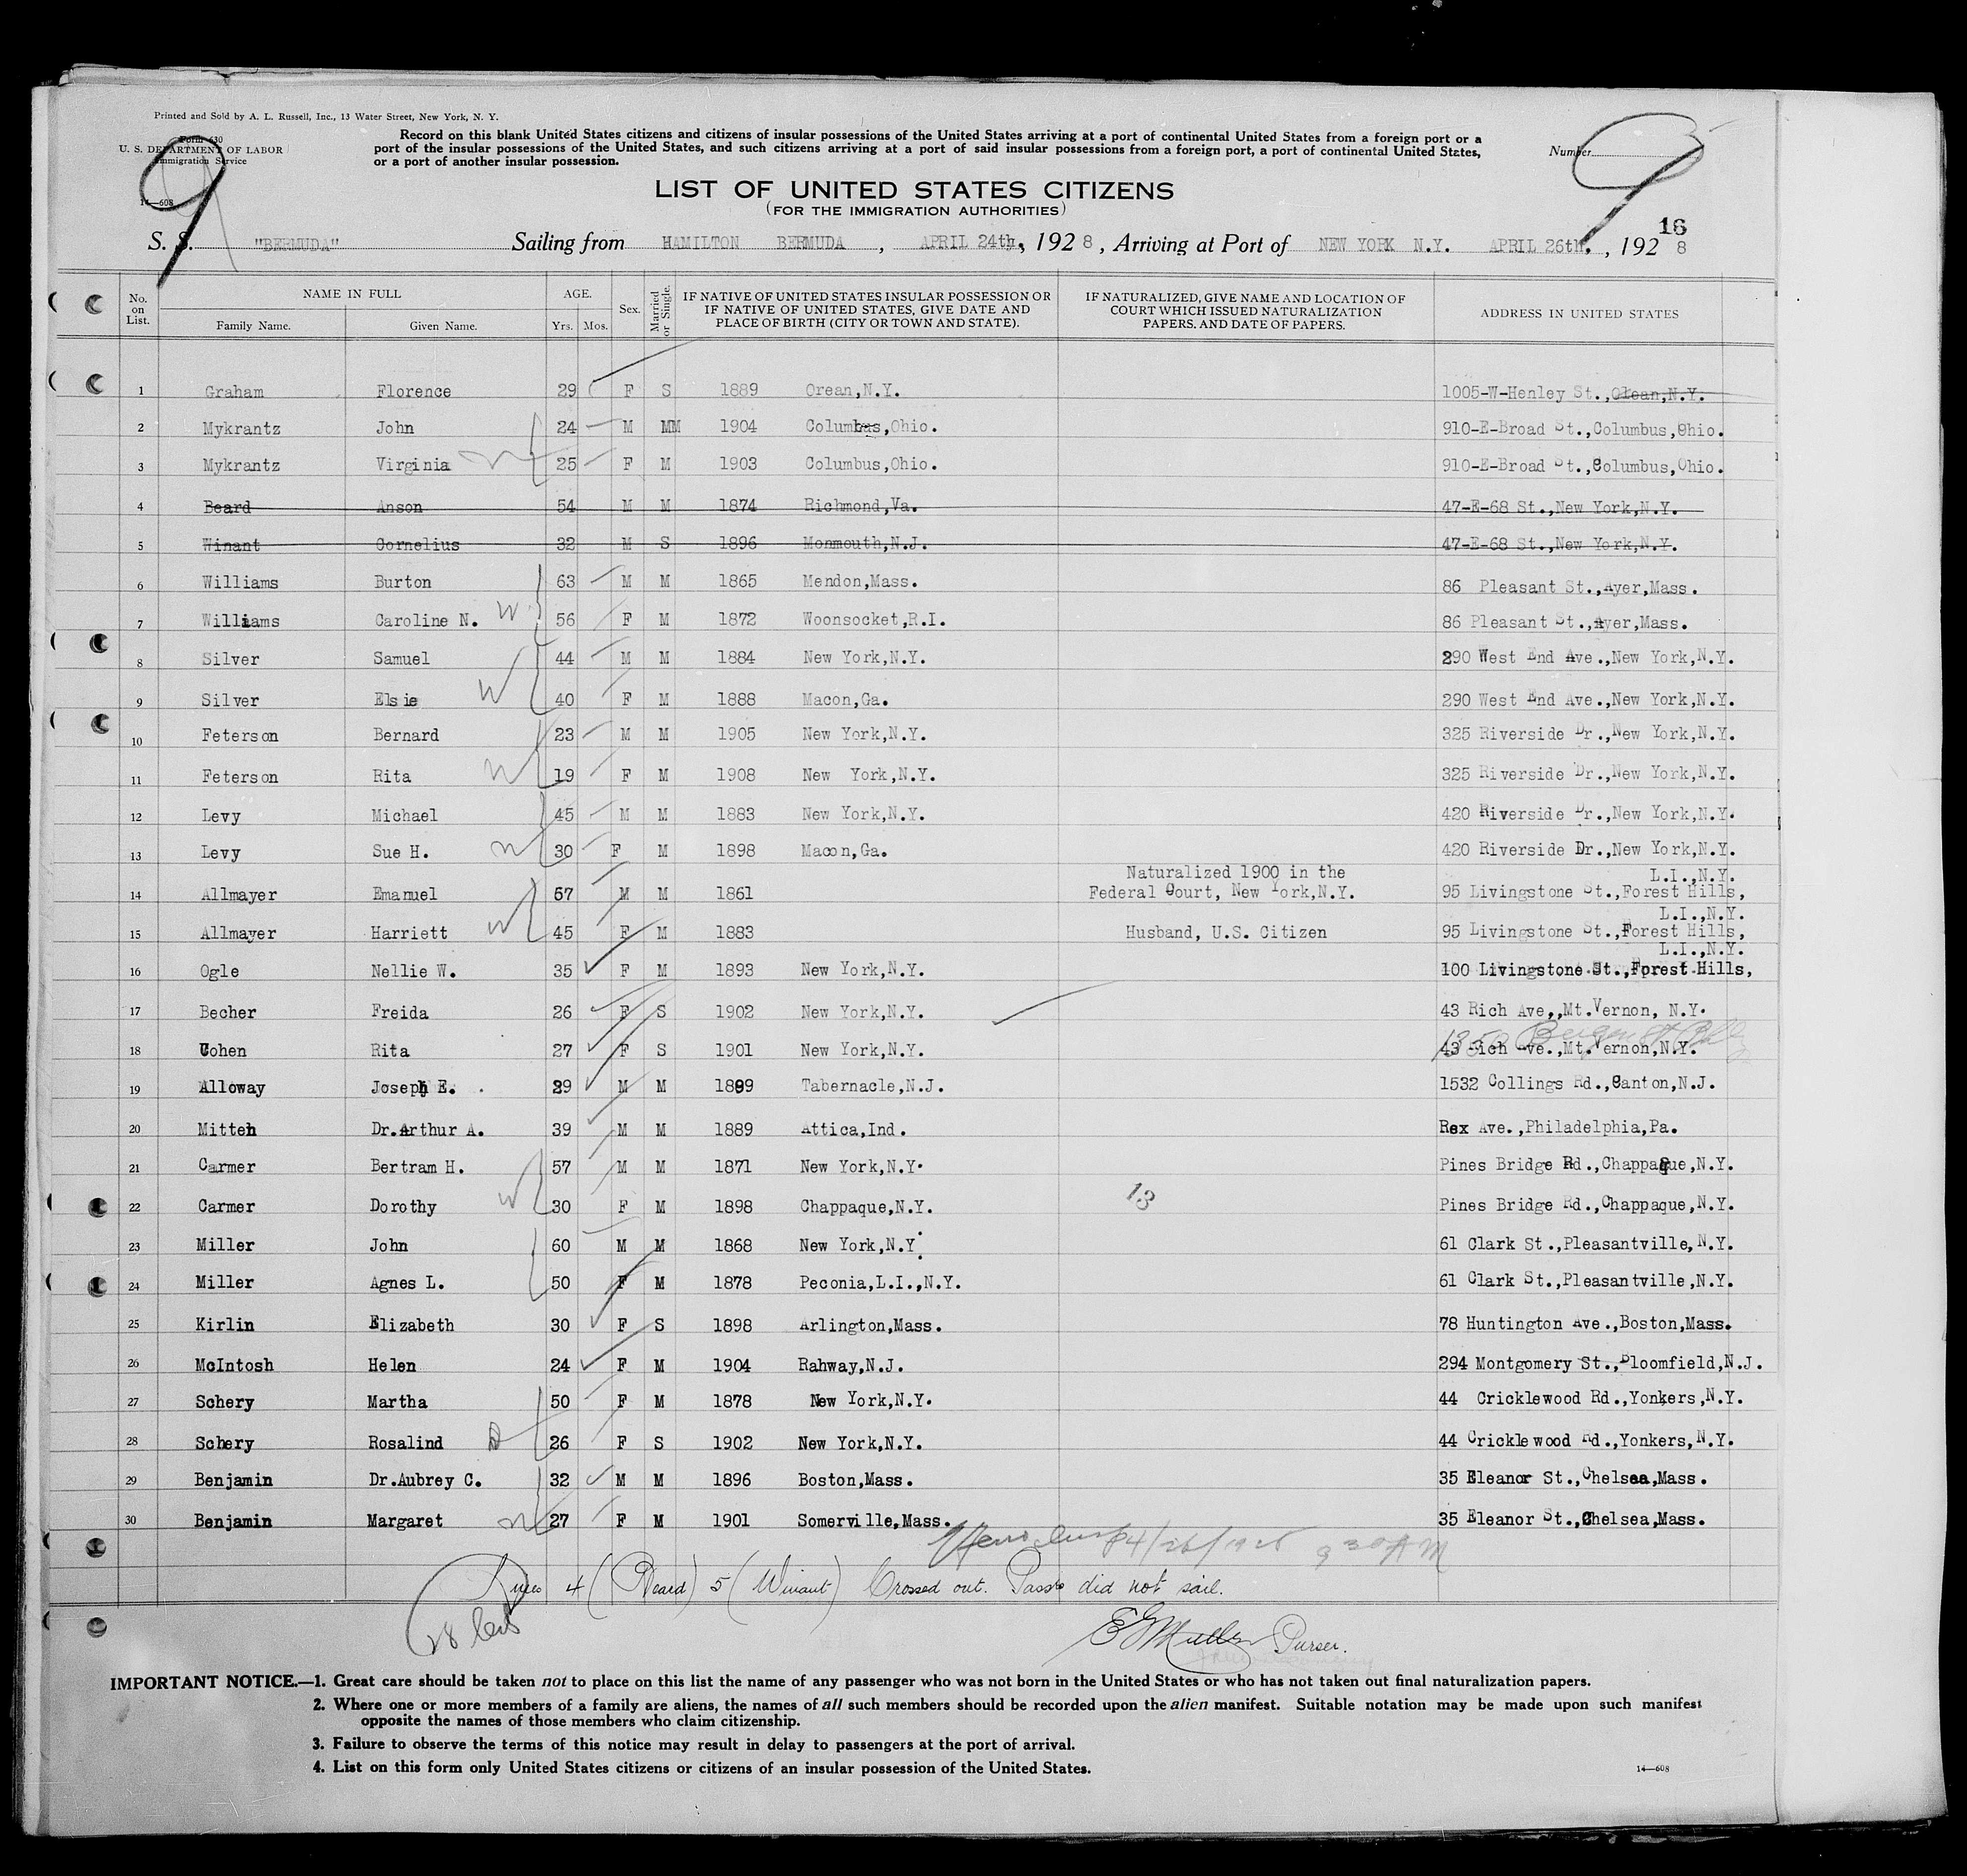 Printed and Sold by A. L. Russell, Inc., 13 Water Street, New York, N. Y.
Form 630
U. S. DEPARTMENT OF LABOR
Immigration Service
14—608
9
Record on this blank United States citizens and citizens of insular possessions of the United States arriving at a port of continental United States from a foreign port or a
port of the insular possessions of the United States, and such citizens arriving at a port of said insular possessions from a foreign port, a port of continental United States,
or a port of another insular possession.
Number
9
LIST OF UNITED STATES CITIZENS
(FOR THE IMMIGRATION AUTHORITIES)
16
S. S. "BERMUDA" Sailing from HAMILTON BERMUDA , APRIL 24th, 1928, Arriving at Port of NEW YORK N.Y. APRIL 26th. , 1928
No. on List. NAME IN FULL Family Name. Given Name. AGE. Yrs. Mos. Sex. Married or Single. IF NATIVE OF UNITED STATES INSULAR POSSESSION OR IF NATIVE OF UNITED STATES, GIVE DATE AND PLACE OF BIRTH (CITY OR TOWN AND STATE). IF NATURALIZED, GIVE NAME AND LOCATION OF COURT WHICH ISSUED NATURALIZATION PAPERS. AND DATE OF PAPERS. ADDRESS IN UNITED STATES
1 Graham Florence 29 F S 1889 Orean,N.Y. 1005-W-Henley St.,Olean,N.Y.
2 Mykrantz John 24 M MM 1904 Columbus,Ohio. 910-E-Broad St.,Columbus,Ohio.
3 Mykrantz Virginia 25 F M 1903 Columbus,Ohio. 910-E-Broad St.,Columbus,Ohio.
4 Beard Anson 54 M M 1874 Richmond,Va. 47-E-68 St.,New York,N.Y.
5 Winant Cornelius 32 M S 1896 Monmouth,N.J. 47-E-68 St.,New York,N.Y.
6 Williams Burton 63 M M 1865 Mendon,Mass. 86 Pleasant St.,Ayer,Mass.
7 Williams Caroline N. W 56 F M 1872 Woonsocket,R.I. 86 Pleasant St.,Ayer,Mass.
8 Silver Samuel 44 M M 1884 New York,N.Y. 290 West End Ave.,New York,N.Y.
9 Silver Elsie W 40 F M 1888 Macon,Ga. 290 West End Ave.,New York,N.Y.
10 Feterson Bernard 23 M M 1905 New York,N.Y. 325 Riverside Dr.,New York,N.Y.
11 Feterson Rita W 19 F M 1908 New York,N.Y. 325 Riverside Dr.,New York,N.Y.
12 Levy Michael 45 M M 1883 New York,N.Y. 420 Riverside Dr.,New York,N.Y.
13 Levy Sue H. 30 F M 1898 Macon,Ga. 420 Riverside Dr.,New York,N.Y.
Naturalized 1900 in the L.I.,N.Y.
14 Allmayer Emanuel 67 M M 1861 Federal Court, New York,N.Y. 95 Livingstone St.,Forest Hills,
L.I.,N.Y.
15 Allmayer Harriett W 45 F M 1883 Husband, U.S. Citizen 95 Livingstone St.,Forest Hills,
L.I.,N.Y.
16 Ogle Nellie W. 35 F M 1893 New York,N.Y. 100 Livingstone St.,Forest Hills,
17 Becher Freida 26 F S 1902 New York,N.Y. 43 Rich Ave,,Mt.Vernon, N.Y.
18 Cohen Rita 27 F S 1901 New York,N.Y. 43 Rich Ave.,Mt.Vernon,N.Y.
19 Alloway Joseph E. 29 M M 1899 Tabernacle,N.J. 1532 Collings Rd.,Canton,N.J.
20 Mitten Dr.Arthur A. 39 M M 1889 Attica,Ind. Rex Ave.,Philadelphia,Pa.
21 Carmer Bertram H. 57 M M 1871 New York,N.Y. Pines Bridge Rd.,Chappaque,N.Y.
22 Carmer Dorothy W 30 F M 1898 Chappaque,N.Y. 13 Pines Bridge Rd.,Chappaque,N.Y.
23 Miller John 60 M M 1868 New York,N.Y. 61 Clark St.,Pleasantville,N.Y.
24 Miller Agnes L. 50 F M 1878 Peconia,L.I.,N.Y. 61 Clark St.,Pleasantville,N.Y.
25 Kirlin Elizabeth 30 F S 1898 Arlington,Mass. 78 Huntington Ave.,Boston,Mass.
26 McIntosh Helen 24 F M 1904 Rahway,N.J. 294 Montgomery St.,Bloomfield,N.J.
27 Schery Martha 50 F M 1878 New York,N.Y. 44 Cricklewood Rd.,Yonkers,N.Y.
28 Schery Rosalind D 26 F S 1902 New York,N.Y. 44 Cricklewood Rd.,Yonkers,N.Y.
29 Benjamin Dr.Aubrey C. 32 M M 1896 Boston,Mass. 35 Eleanor St.,Chelsea,Mass.
30 Benjamin Margaret 27 F M 1901 Somerville,Mass. 35 Eleanor St.,Chelsea,Mass.
4/26/1928 9 30 AM
Lines 4 (Beard) 5 (Winant) Crossed out. Pass's did not sail.
28
E G Mullen Purser.
IMPORTANT NOTICE.—1. Great care should be taken not to place on this list the name of any passenger who was not born in the United States or who has not taken out final naturalization papers.
2. Where one or more members of a family are aliens, the names of all such members should be recorded upon the alien manifest. Suitable notation may be made upon such manifest
opposite the names of those members who claim citizenship.
3. Failure to observe the terms of this notice may result in delay to passengers at the port of arrival.
4. List on this form only United States citizens or citizens of an insular possession of the United States.
14—608